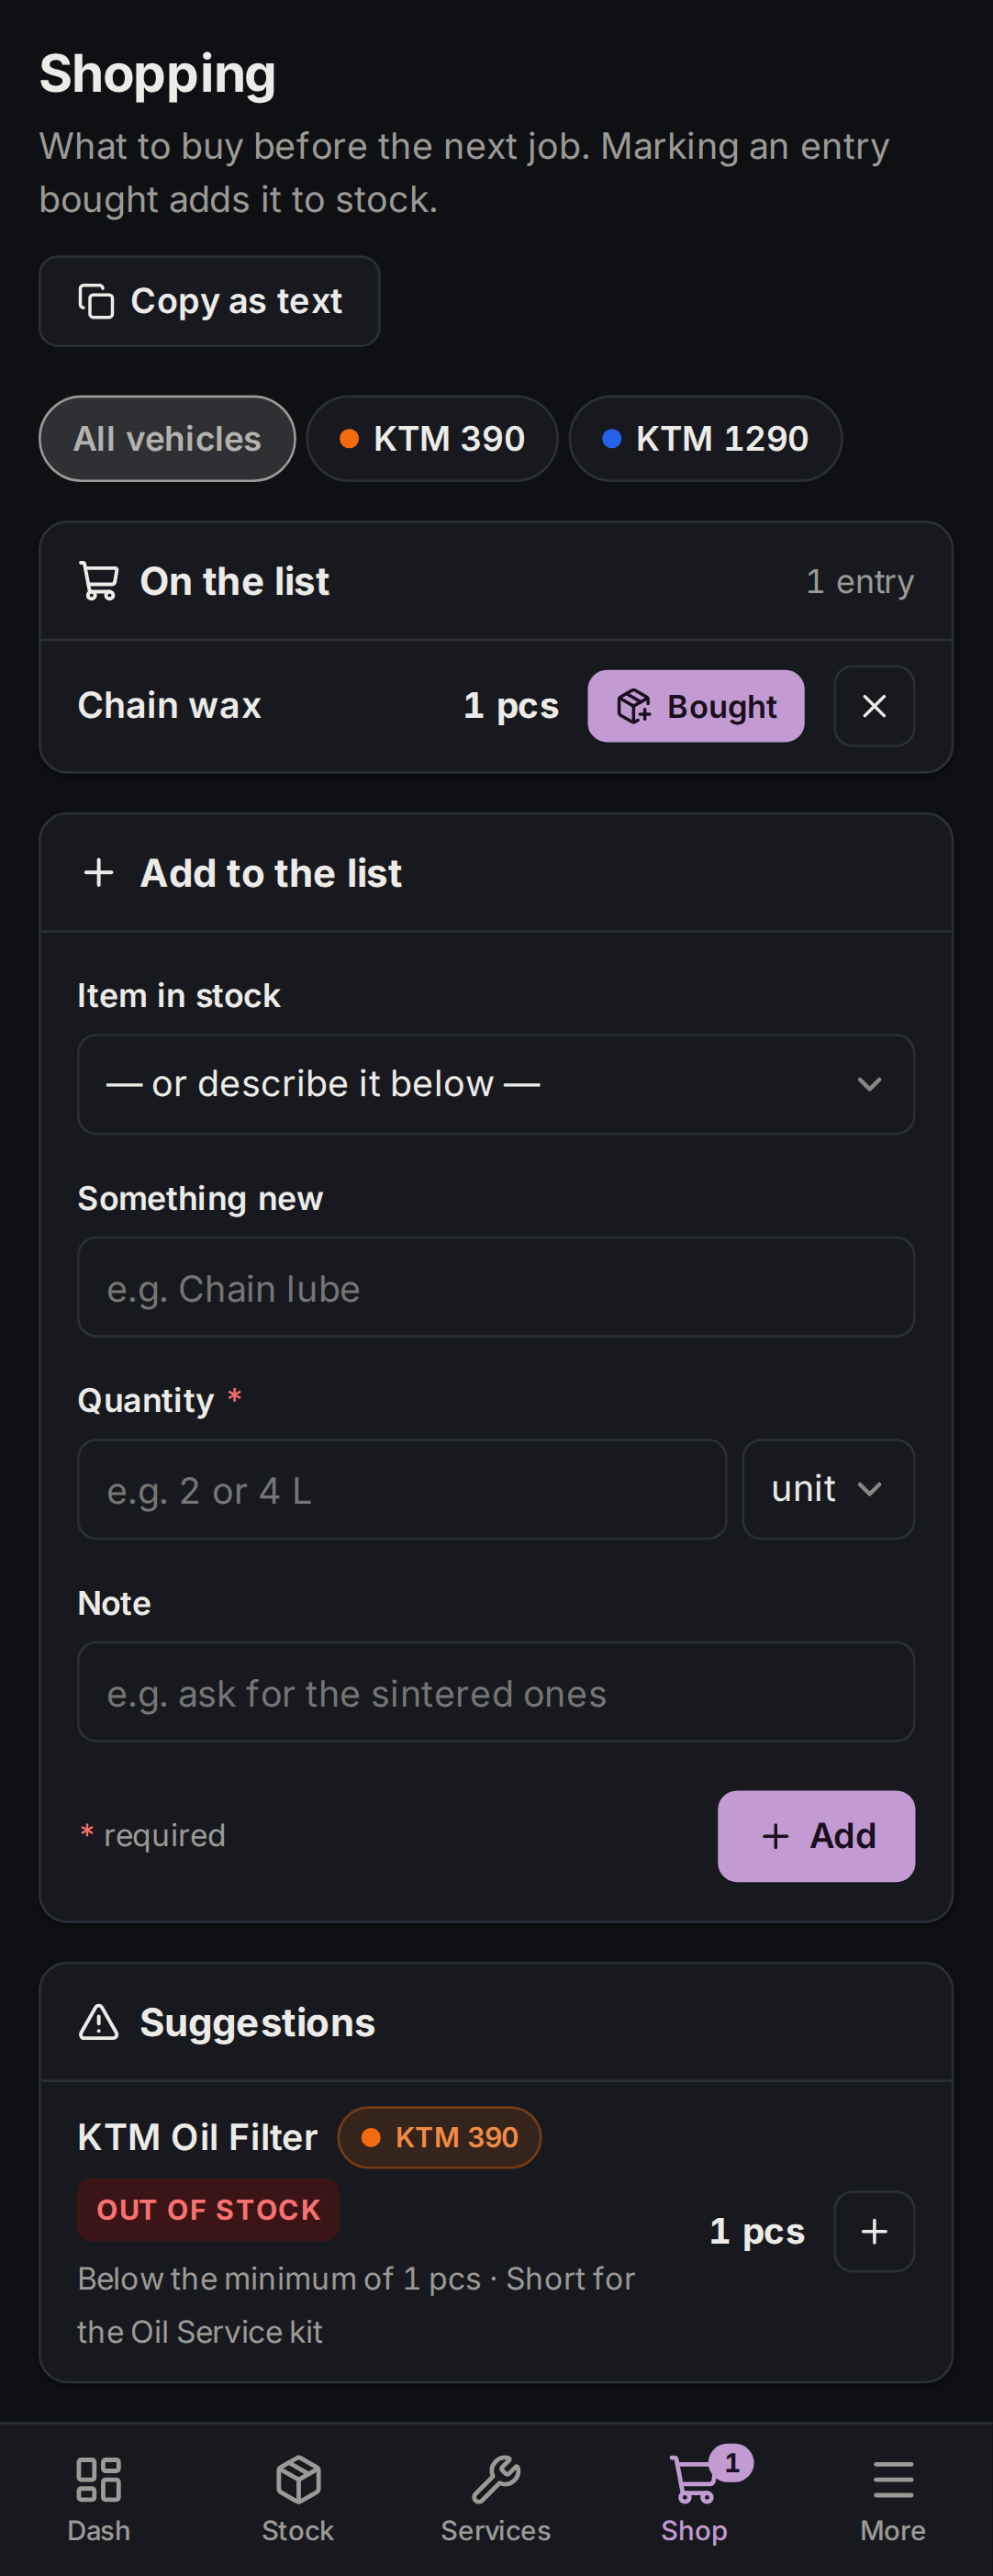 Shopping
What to buy before the next job. Marking an entry
bought adds it to stock.
Copy as text
All vehicles KTM 390 KTM 1290
On the list 1 entry
Chain wax 1 pcs Bought
Add to the list
Item in stock
— or describe it below —
Something new
e.g. Chain lube
Quantity *
e.g. 2 or 4 L unit
Note
e.g. ask for the sintered ones
* required Add
Suggestions
KTM Oil Filter KTM 390
OUT OF STOCK
1 pcs
Below the minimum of 1 pcs · Short for
the Oil Service kit
1
Dash Stock Services Shop More